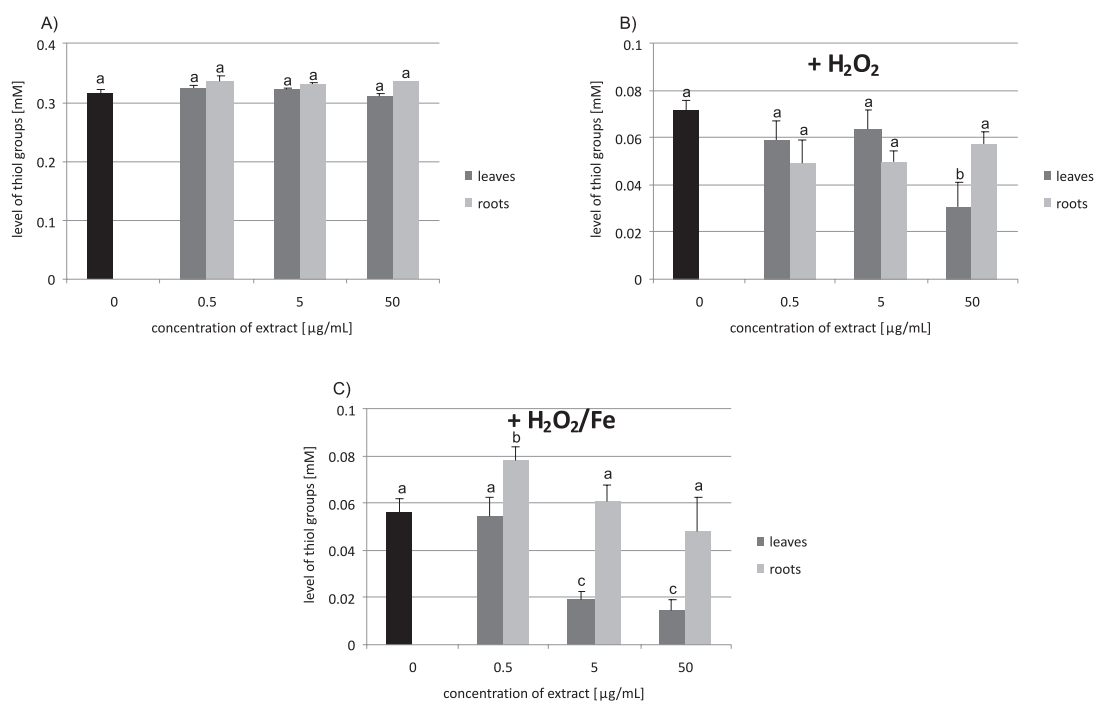 A)
0.4
0.3
0.2
0.1
0
level of thiol groups [mM]
a
a
a
a
a
a
a
0
0.5
5
50
concentration of extract [µg/mL]
leaves
roots
B)
+ H₂O₂
0.1
0.08
0.06
0.04
0.02
0
level of thiol groups [mM]
a
a
a
a
a
b
a
0
0.5
5
50
concentration of extract [µg/mL]
leaves
roots
C)
+ H₂O₂/Fe
0.1
0.08
0.06
0.04
0.02
0
level of thiol groups [mM]
a
a
b
c
a
c
a
0
0.5
5
50
concentration of extract [µg/mL]
leaves
roots